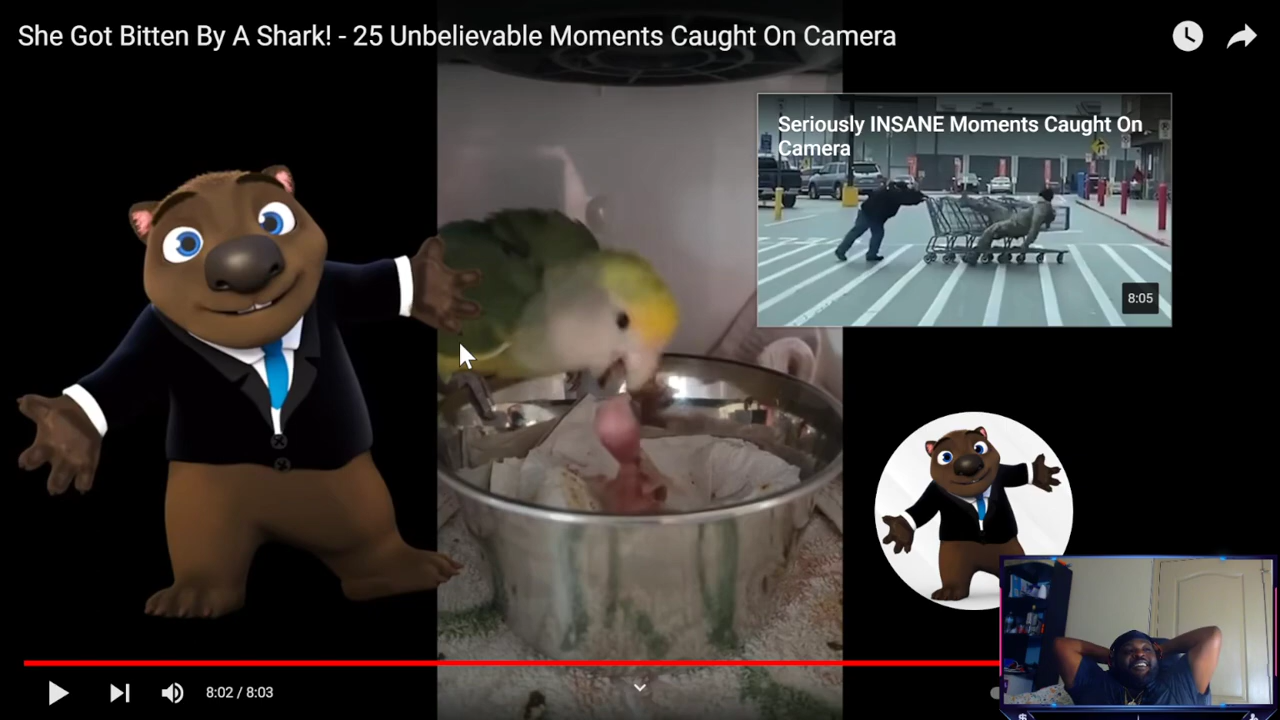 She Got Bitten By A Shark! - 25 Unbelievable Moments Caught On Camera
Seriously INSANE Moments Caught On
Camera
8:05
8:02 / 8:03